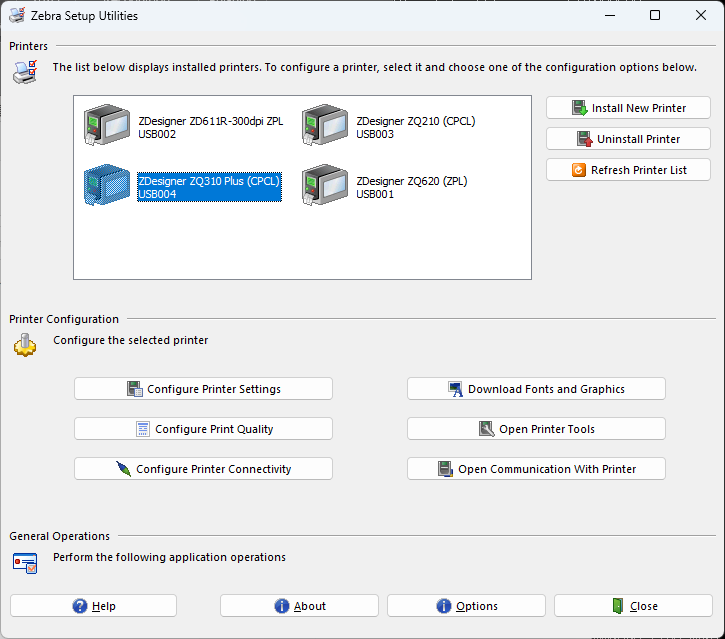 Zebra Setup Utilities
Printers
The list below displays installed printers. To configure a printer, select it and choose one of the configuration options below.
ZDesigner ZD611R-300dpi ZPL
USB002
ZDesigner ZQ210 (CPCL)
USB003
ZDesigner ZQ310 Plus (CPCL)
USB004
ZDesigner ZQ620 (ZPL)
USB001
Install New Printer
Uninstall Printer
Refresh Printer List
Printer Configuration
Configure the selected printer
Configure Printer Settings
Download Fonts and Graphics
Configure Print Quality
Open Printer Tools
Configure Printer Connectivity
Open Communication With Printer
General Operations
Perform the following application operations
Help
About
Options
Close